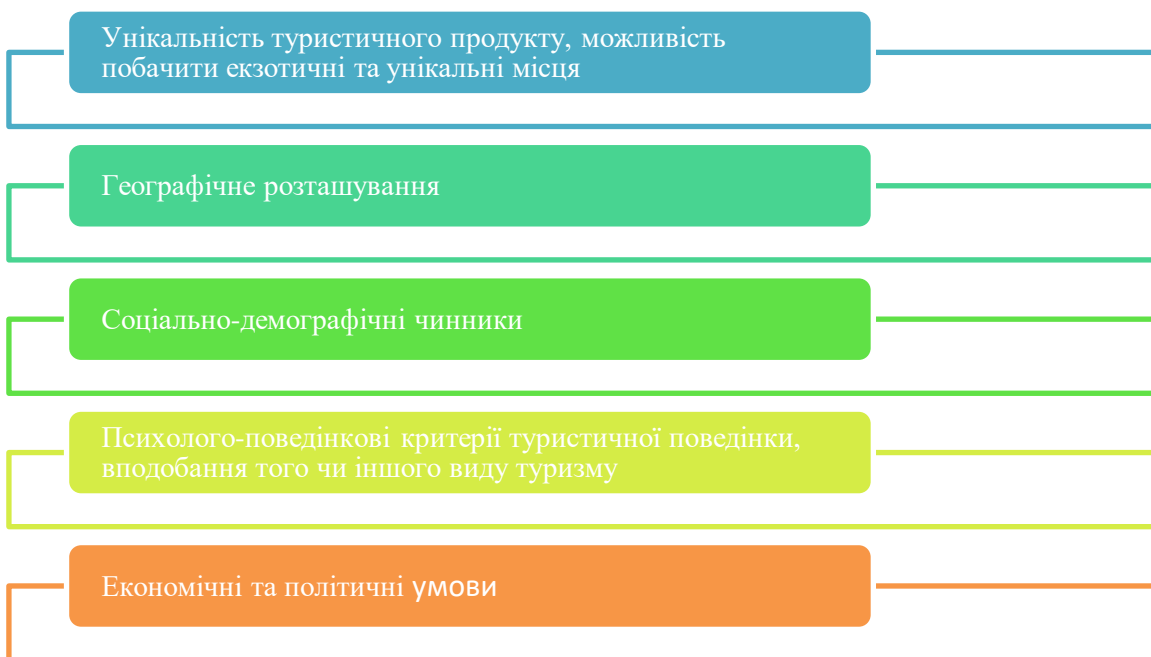 Унікальність туристичного продукту, можливість
побачити екзотичні та унікальні місця
Географічне розташування
Соціально-демографічні чинники
Психолого-поведінкові критерії туристичної поведінки,
вподобання того чи іншого виду туризму
Економічні та політичні умови